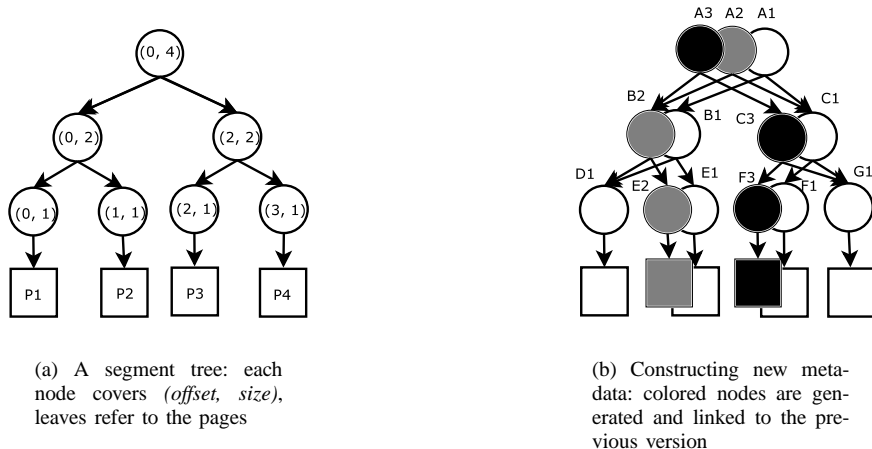 (0, 4)
(0, 2)
(2, 2)
(0, 1)
(1, 1)
(2, 1)
(3, 1)
P1
P2
P3
P4
(a) A segment tree: each
node covers (offset, size),
leaves refer to the pages
A3 A2 A1
B2
B1
C3
C1
D1
E2
E1
F3
F1
G1
(b) Constructing new meta-
data: colored nodes are gen-
erated and linked to the pre-
vious version